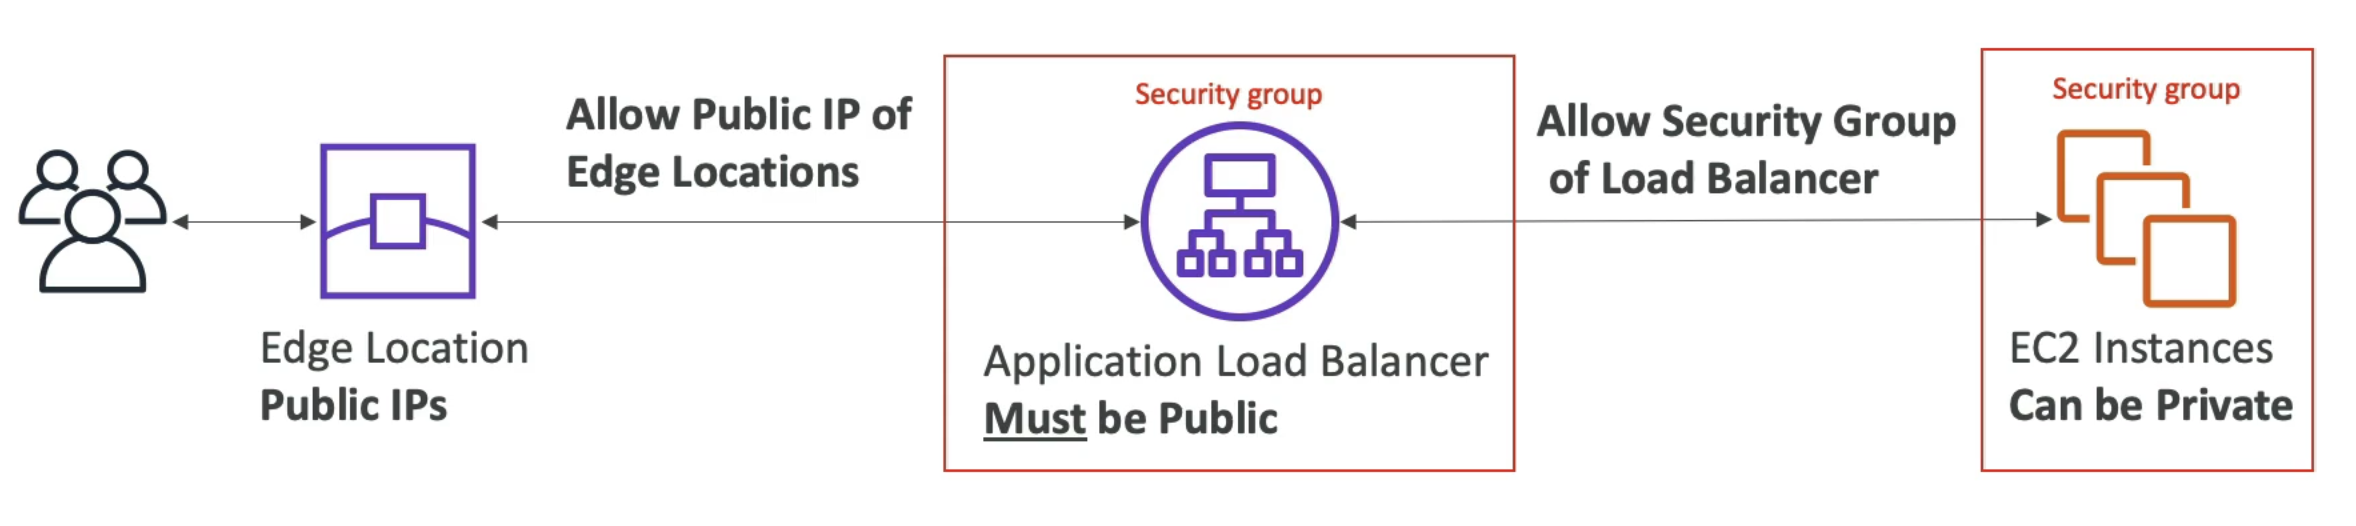 Allow Public IP of
Edge Locations
Edge Location
Public IPs
Security group
Application Load Balancer
Must be Public
Allow Security Group
of Load Balancer
Security group
EC2 Instances
Can be Private